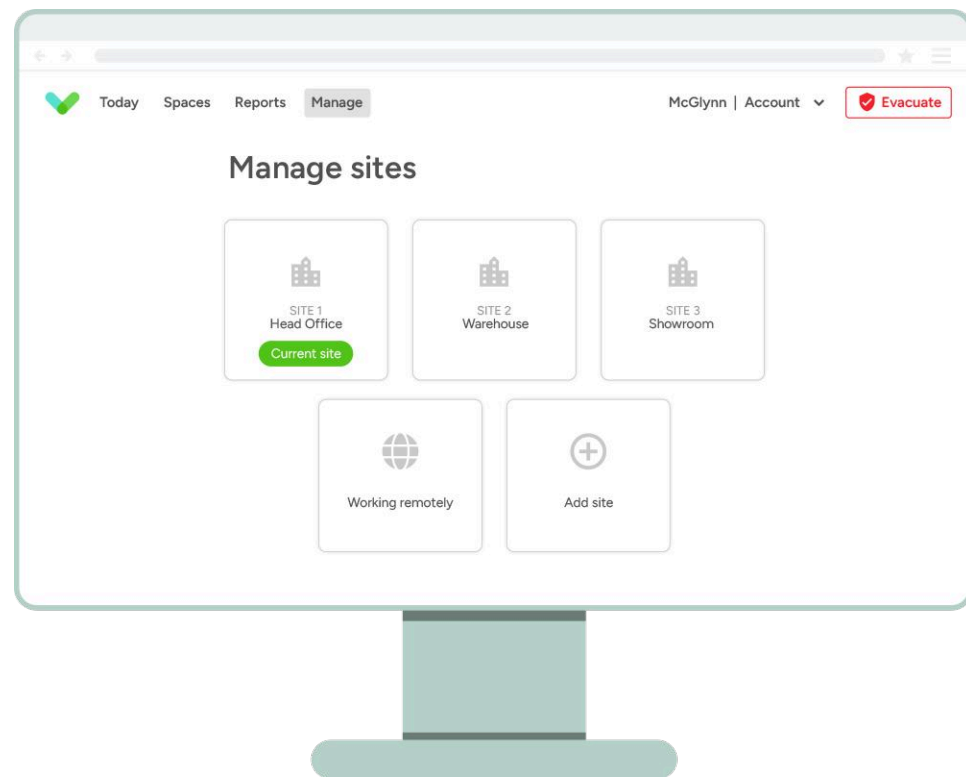 Today Spaces Reports Manage McGlynn | Account Evacuate
Manage sites
SITE 1
Head Office
Current site
SITE 2
Warehouse
SITE 3
Showroom
Working remotely
Add site